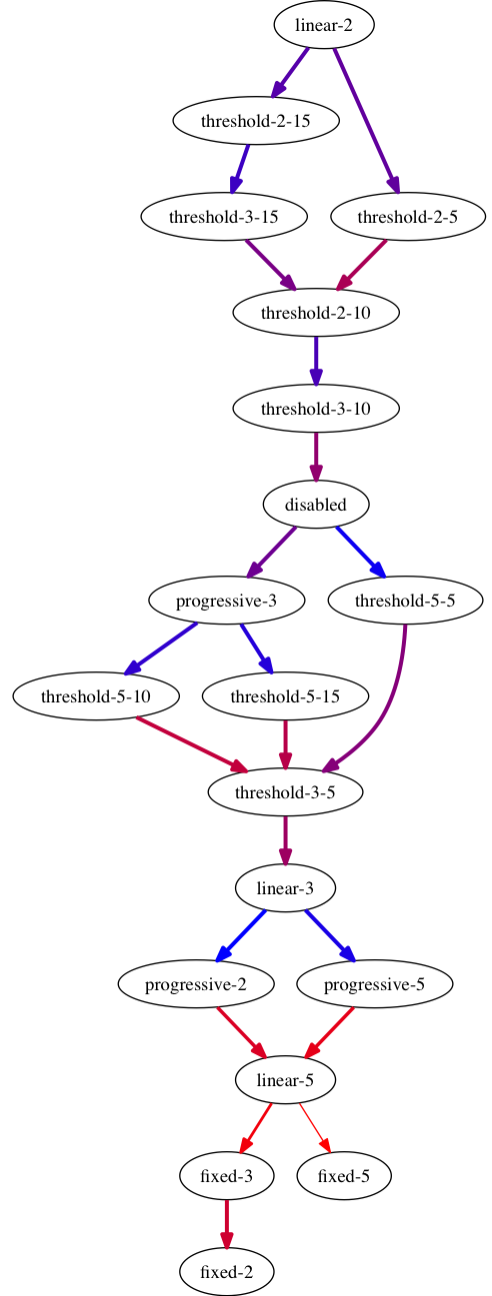 linear-2
threshold-2-15
threshold-3-15
threshold-2-5
threshold-2-10
threshold-3-10
disabled
progressive-3
threshold-5-5
threshold-5-10
threshold-5-15
threshold-3-5
linear-3
progressive-2
progressive-5
linear-5
fixed-3
fixed-5
fixed-2